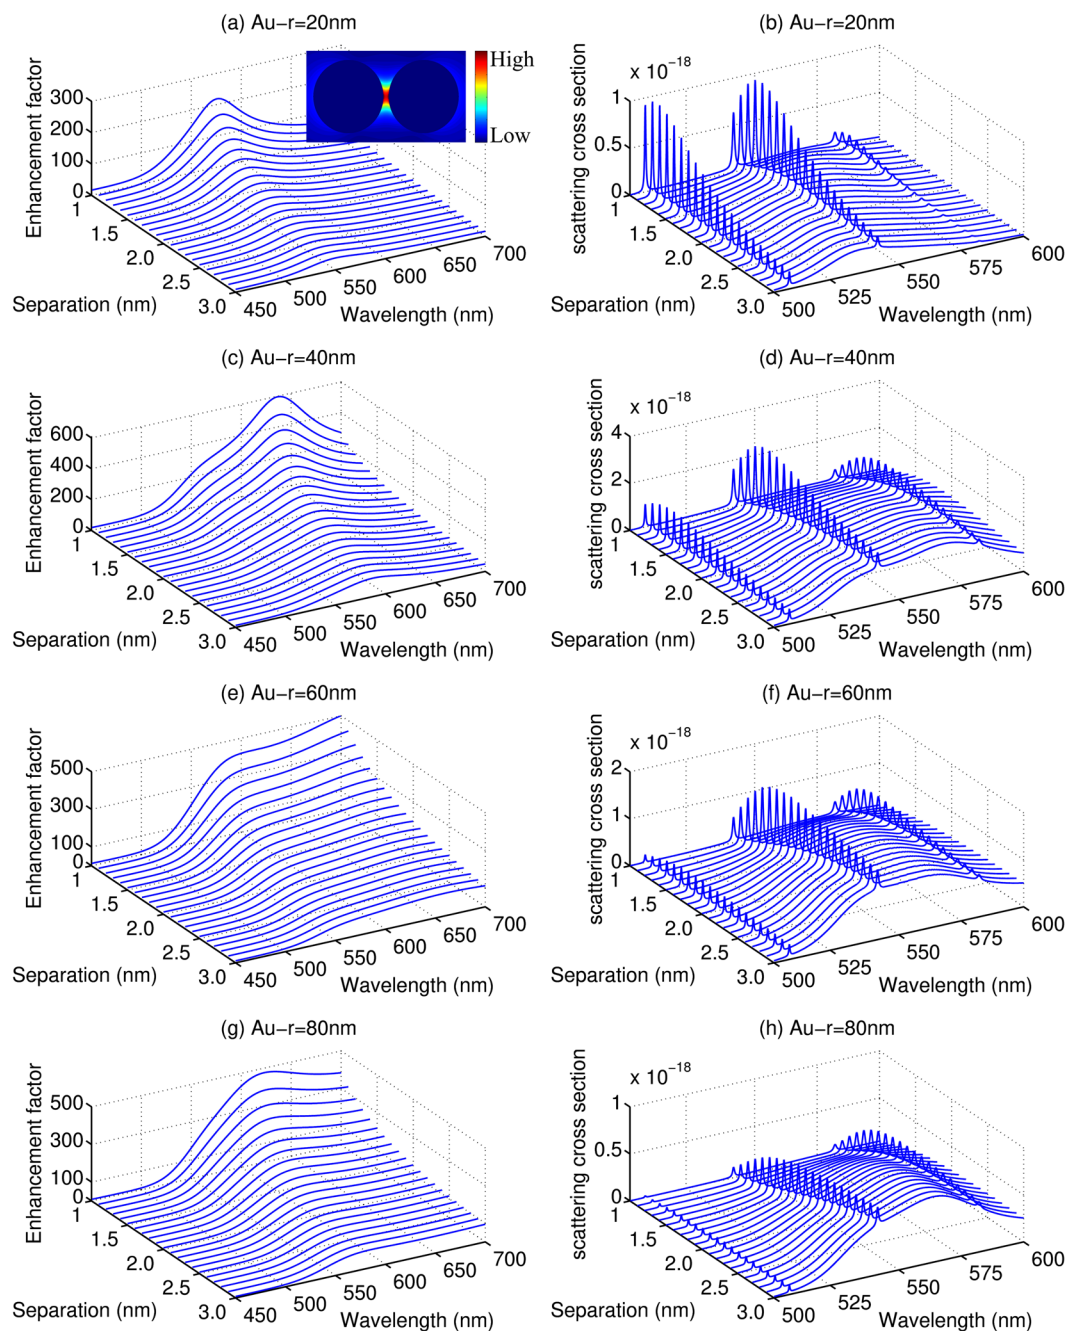 (a) Au−r=20nm
Enhancement factor
300
200
100
0
1
1.5
2.0
2.5
3.0
Separation (nm)
450
500
550
600
650
700
Wavelength (nm)
High
Low
(b) Au−r=20nm
scattering cross section
x 10⁻¹⁸
1
0.5
0
1
1.5
2.0
2.5
3.0
Separation (nm)
500
525
550
575
600
Wavelength (nm)
(c) Au−r=40nm
Enhancement factor
600
400
200
0
1
1.5
2.0
2.5
3.0
Separation (nm)
450
500
550
600
650
700
Wavelength (nm)
(d) Au−r=40nm
scattering cross section
x 10⁻¹⁸
4
2
0
1
1.5
2.0
2.5
3.0
Separation (nm)
500
525
550
575
600
Wavelength (nm)
(e) Au−r=60nm
Enhancement factor
500
300
100
0
1
1.5
2.0
2.5
3.0
Separation (nm)
450
500
550
600
650
700
Wavelength (nm)
(f) Au−r=60nm
scattering cross section
x 10⁻¹⁸
2
1
0
1
1.5
2.0
2.5
3.0
Separation (nm)
500
525
550
575
600
Wavelength (nm)
(g) Au−r=80nm
Enhancement factor
500
300
100
0
1
1.5
2.0
2.5
3.0
Separation (nm)
450
500
550
600
650
700
Wavelength (nm)
(h) Au−r=80nm
scattering cross section
x 10⁻¹⁸
1
0.5
0
1
1.5
2.0
2.5
3.0
Separation (nm)
500
525
550
575
600
Wavelength (nm)